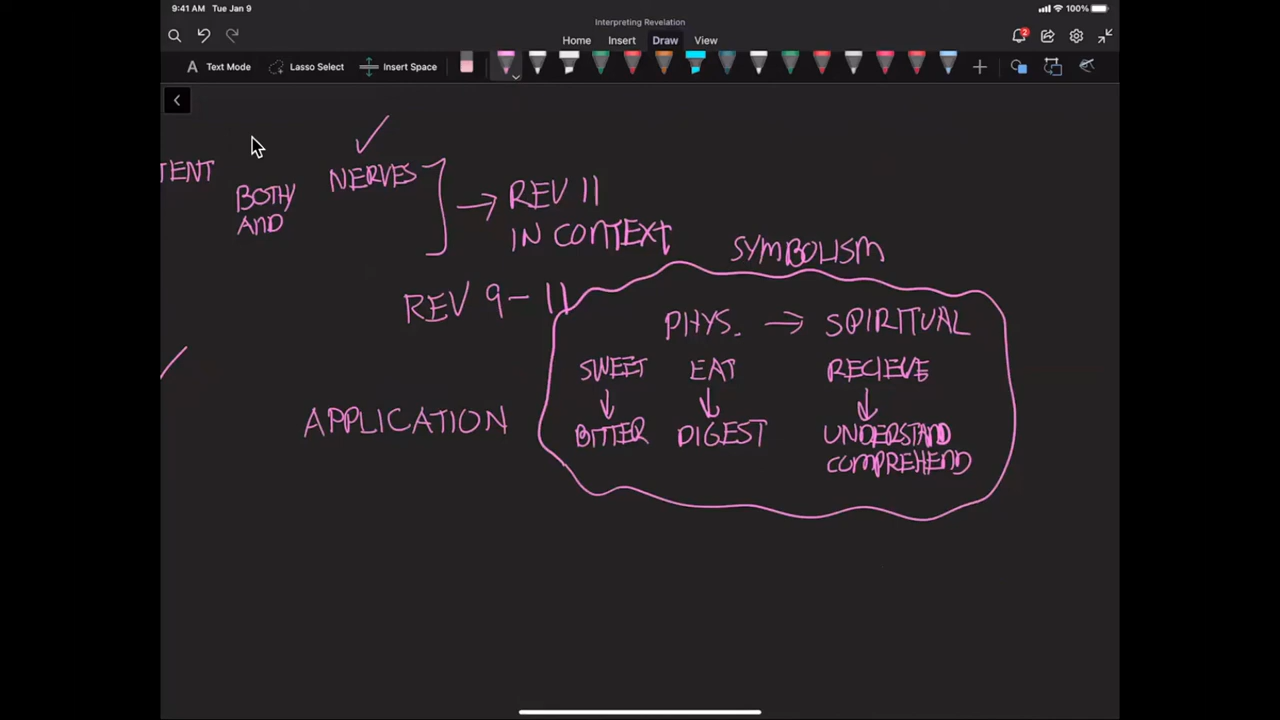 9:41 AM Tue Jan 9
100%
Interpreting Revelation
Home Insert Draw View
2
A Text Mode Lasso Select Insert Space
TENT
BOTH
AND
NERVES
REV 11
IN CONTEXT
REV 9 - 11
SYMBOLISM
PHYS. → SPIRITUAL
SWEET EAT RECIEVE
↓ ↓ ↓
BITTER DIGEST UNDERSTAND
COMPREHEND
APPLICATION